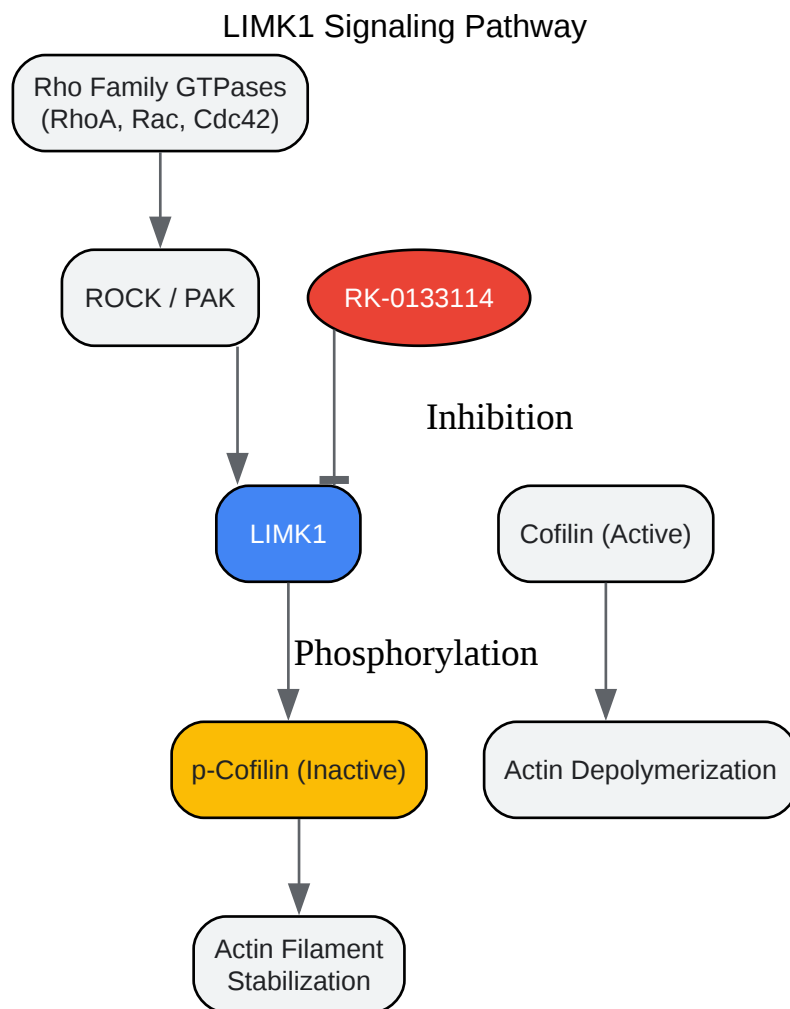 LIMK1 Signaling Pathway
Rho Family GTPases
(RhoA, Rac, Cdc42)
ROCK / PAK
RK-0133114
Inhibition
LIMK1
Cofilin (Active)
Phosphorylation
p-Cofilin (Inactive)
Actin Depolymerization
Actin Filament
Stabilization